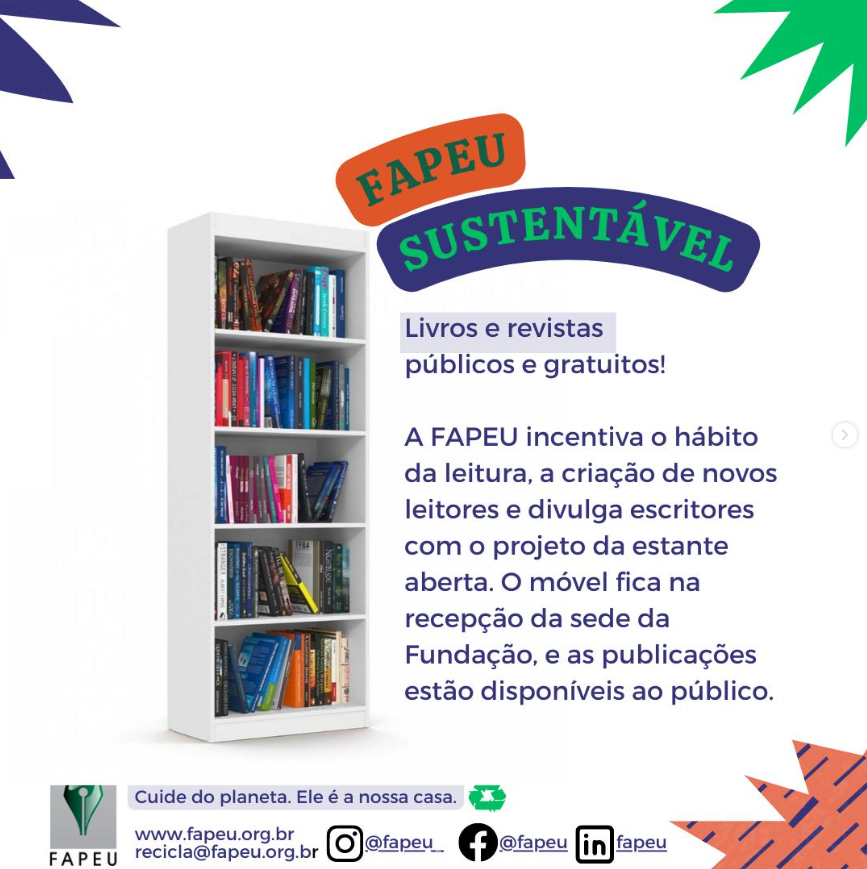 FAPEU
SUSTENTÁVEL
Livros e revistas
públicos e gratuitos!
A FAPEU incentiva o hábito
da leitura, a criação de novos
leitores e divulga escritores
com o projeto da estante
aberta. O móvel fica na
recepção da sede da
Fundação, e as publicações
estão disponíveis ao público.
Cuide do planeta. Ele é a nossa casa.
www.fapeu.org.br
recicla@fapeu.org.br
@fapeu_
@fapeu
fapeu
FAPEU